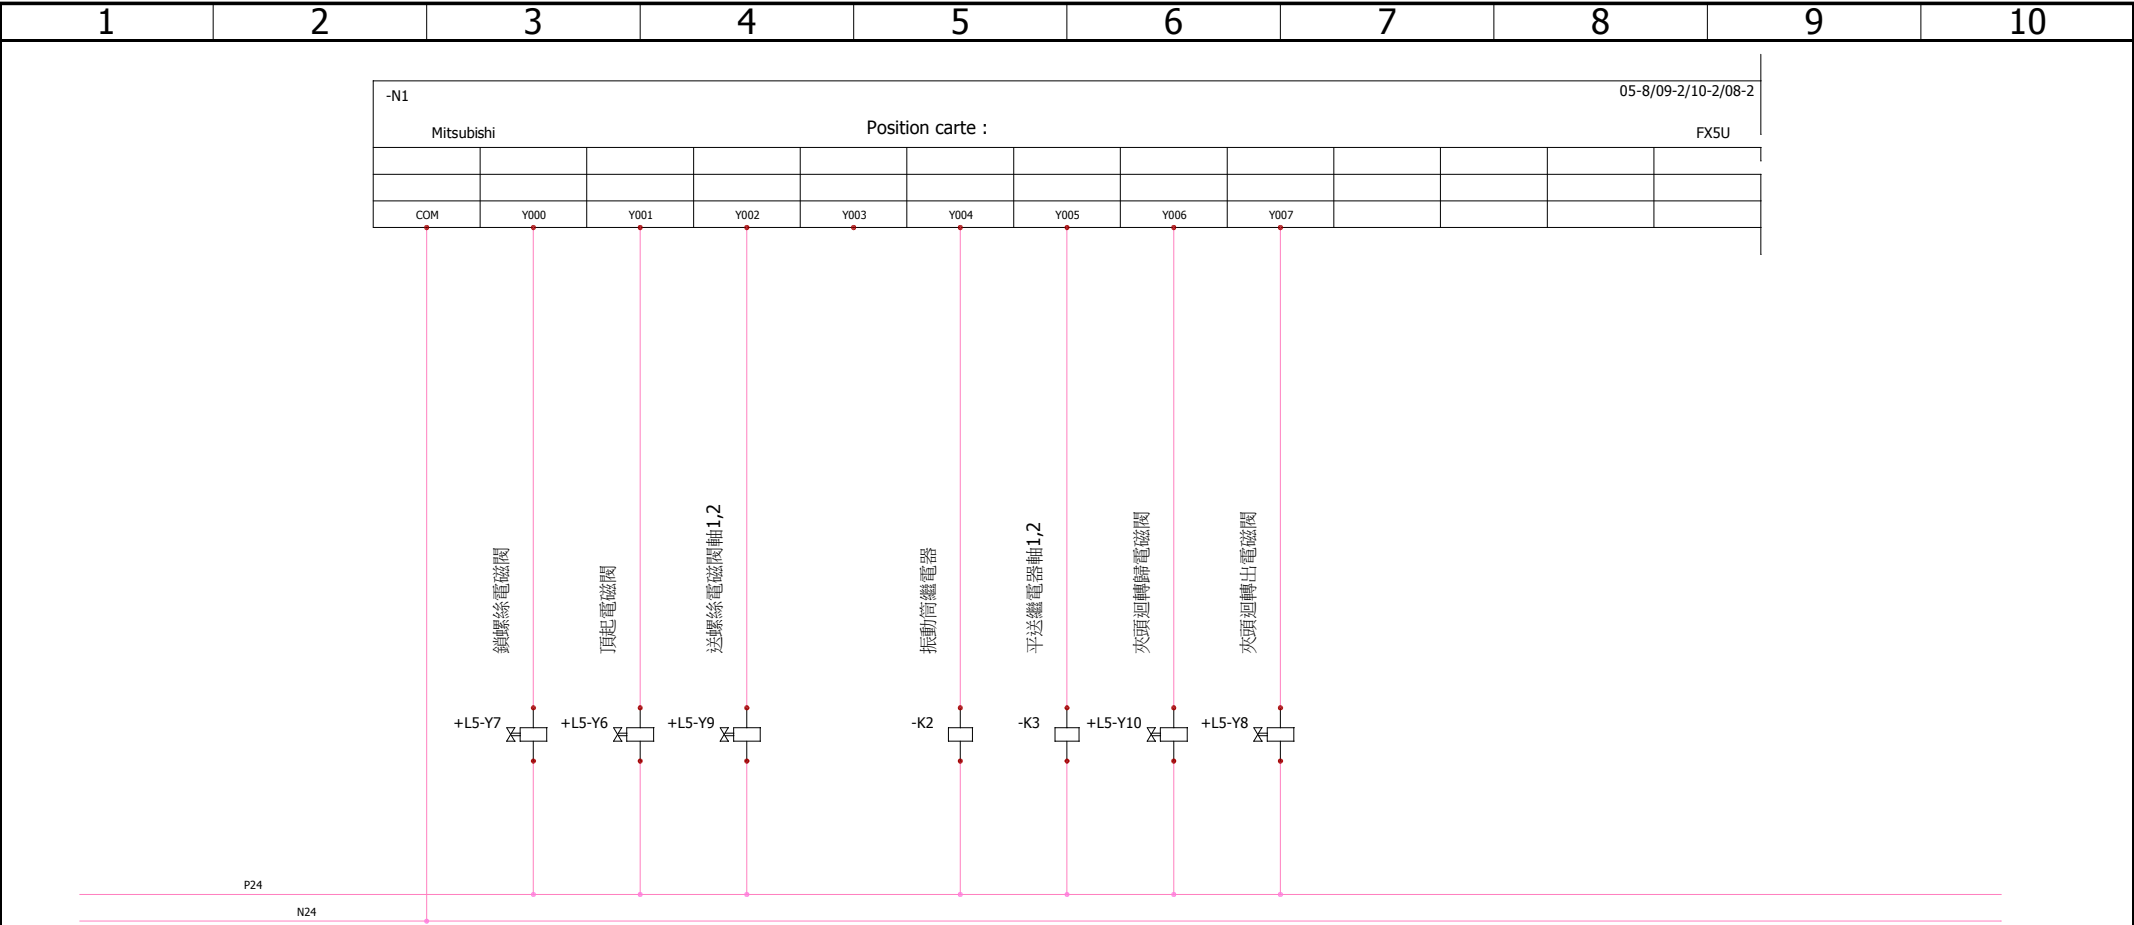 1 2 3 4 5 6 7 8 9 10
-N1 05-8/09-2/10-2/08-2
Mitsubishi Position carte : FX5U
COM Y000 Y001 Y002 Y003 Y004 Y005 Y006 Y007
鎖螺絲電磁閥
頂起電磁閥
送螺絲電磁閥軸1,2
振動筒繼電器
平送繼電器軸1,2
夾頭迴轉歸電磁閥
夾頭迴轉出電磁閥
+L5-Y7 +L5-Y6 +L5-Y9 -K2 -K3 +L5-Y10 +L5-Y8
P24
N24